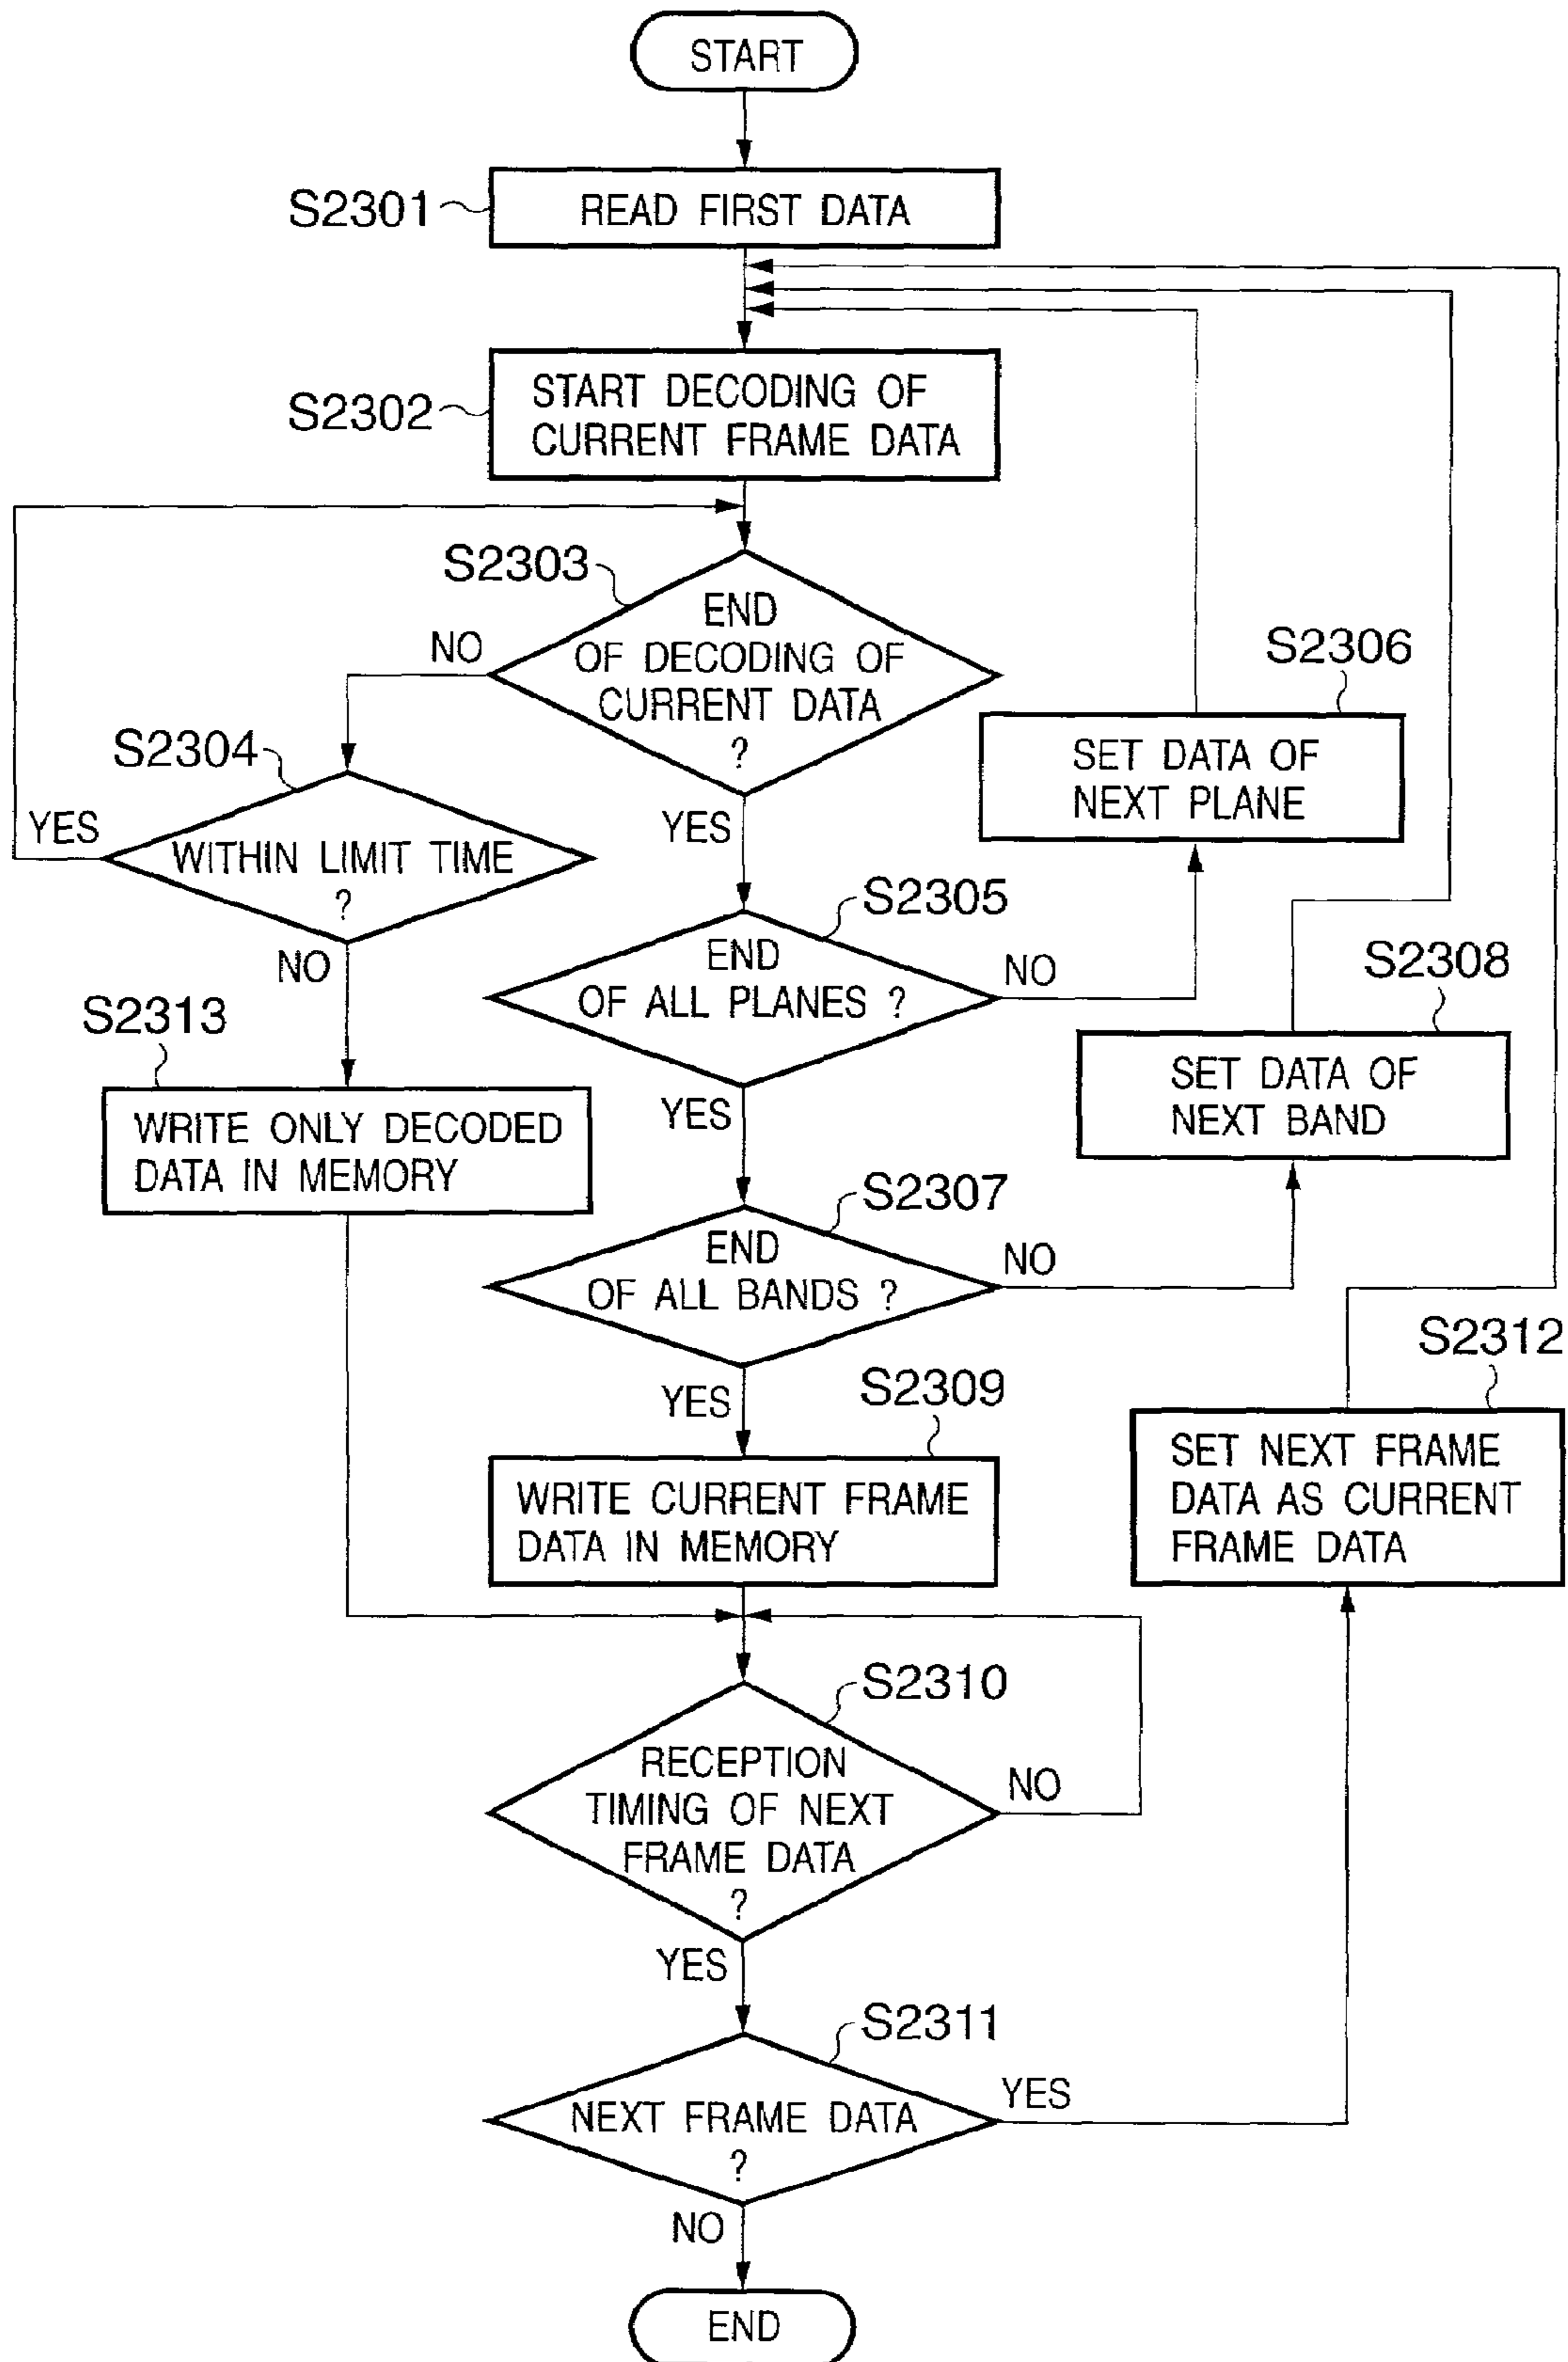 START
S2301
READ FIRST DATA
S2302
START DECODING OF
CURRENT FRAME DATA
S2303
END
OF DECODING OF
CURRENT DATA
?
NO
YES
S2304
WITHIN LIMIT TIME
?
YES
NO
S2305
END
OF ALL PLANES ?
NO
YES
S2306
SET DATA OF
NEXT PLANE
S2313
WRITE ONLY DECODED
DATA IN MEMORY
S2307
END
OF ALL BANDS ?
NO
YES
S2308
SET DATA OF
NEXT BAND
S2309
WRITE CURRENT FRAME
DATA IN MEMORY
S2310
RECEPTION
TIMING OF NEXT
FRAME DATA
?
NO
YES
S2312
SET NEXT FRAME
DATA AS CURRENT
FRAME DATA
S2311
NEXT FRAME DATA
?
YES
NO
END